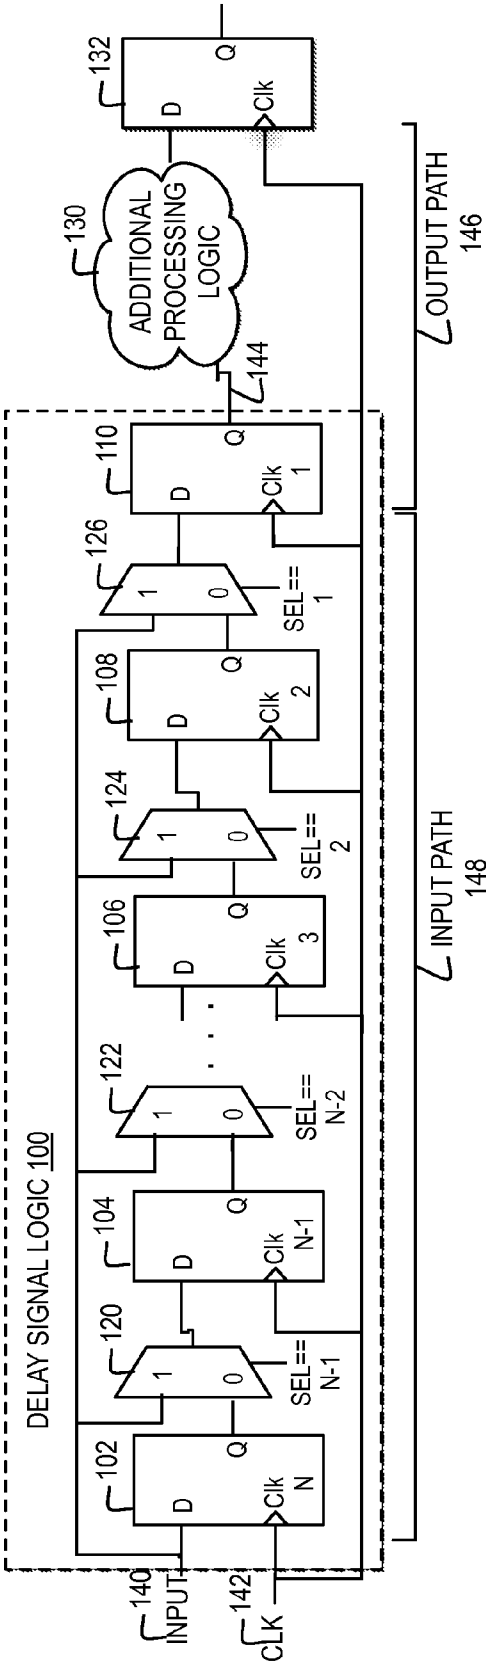 DELAY SIGNAL LOGIC 100
140
INPUT
142
CLK
102
D
Q
Clk
N
120
1
0
SEL==
N-1
104
D
Q
Clk
N-1
122
1
0
SEL==
N-2
. . .
106
D
Q
Clk
3
124
1
0
SEL==
2
108
D
Q
Clk
2
126
1
0
SEL==
1
110
D
Q
Clk
1
144
130
ADDITIONAL
PROCESSING
LOGIC
132
D
Q
Clk
INPUT PATH
148
OUTPUT PATH
146